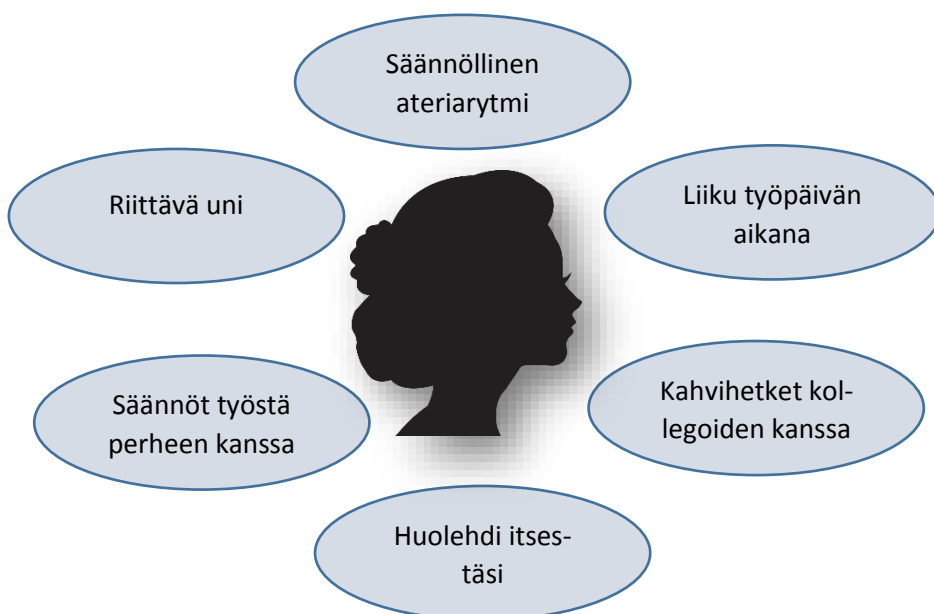 Säännöllinen
ateriarytmi
Riittävä uni
Liiku työpäivän
aikana
Säännöt työstä
perheen kanssa
Kahvihetket kol-
legoiden kanssa
Huolehdi itses-
täsi